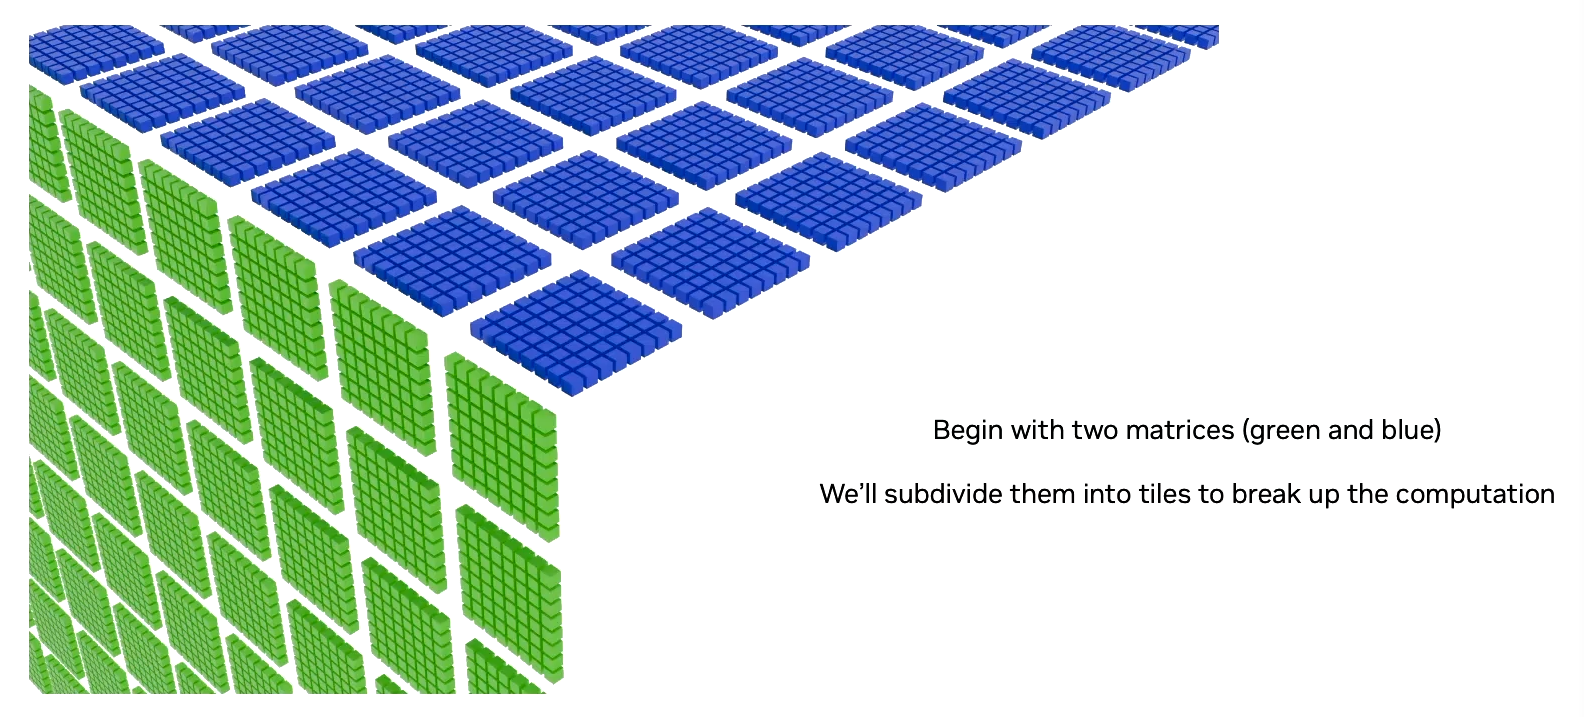 Begin with two matrices (green and blue)
We’ll subdivide them into tiles to break up the computation